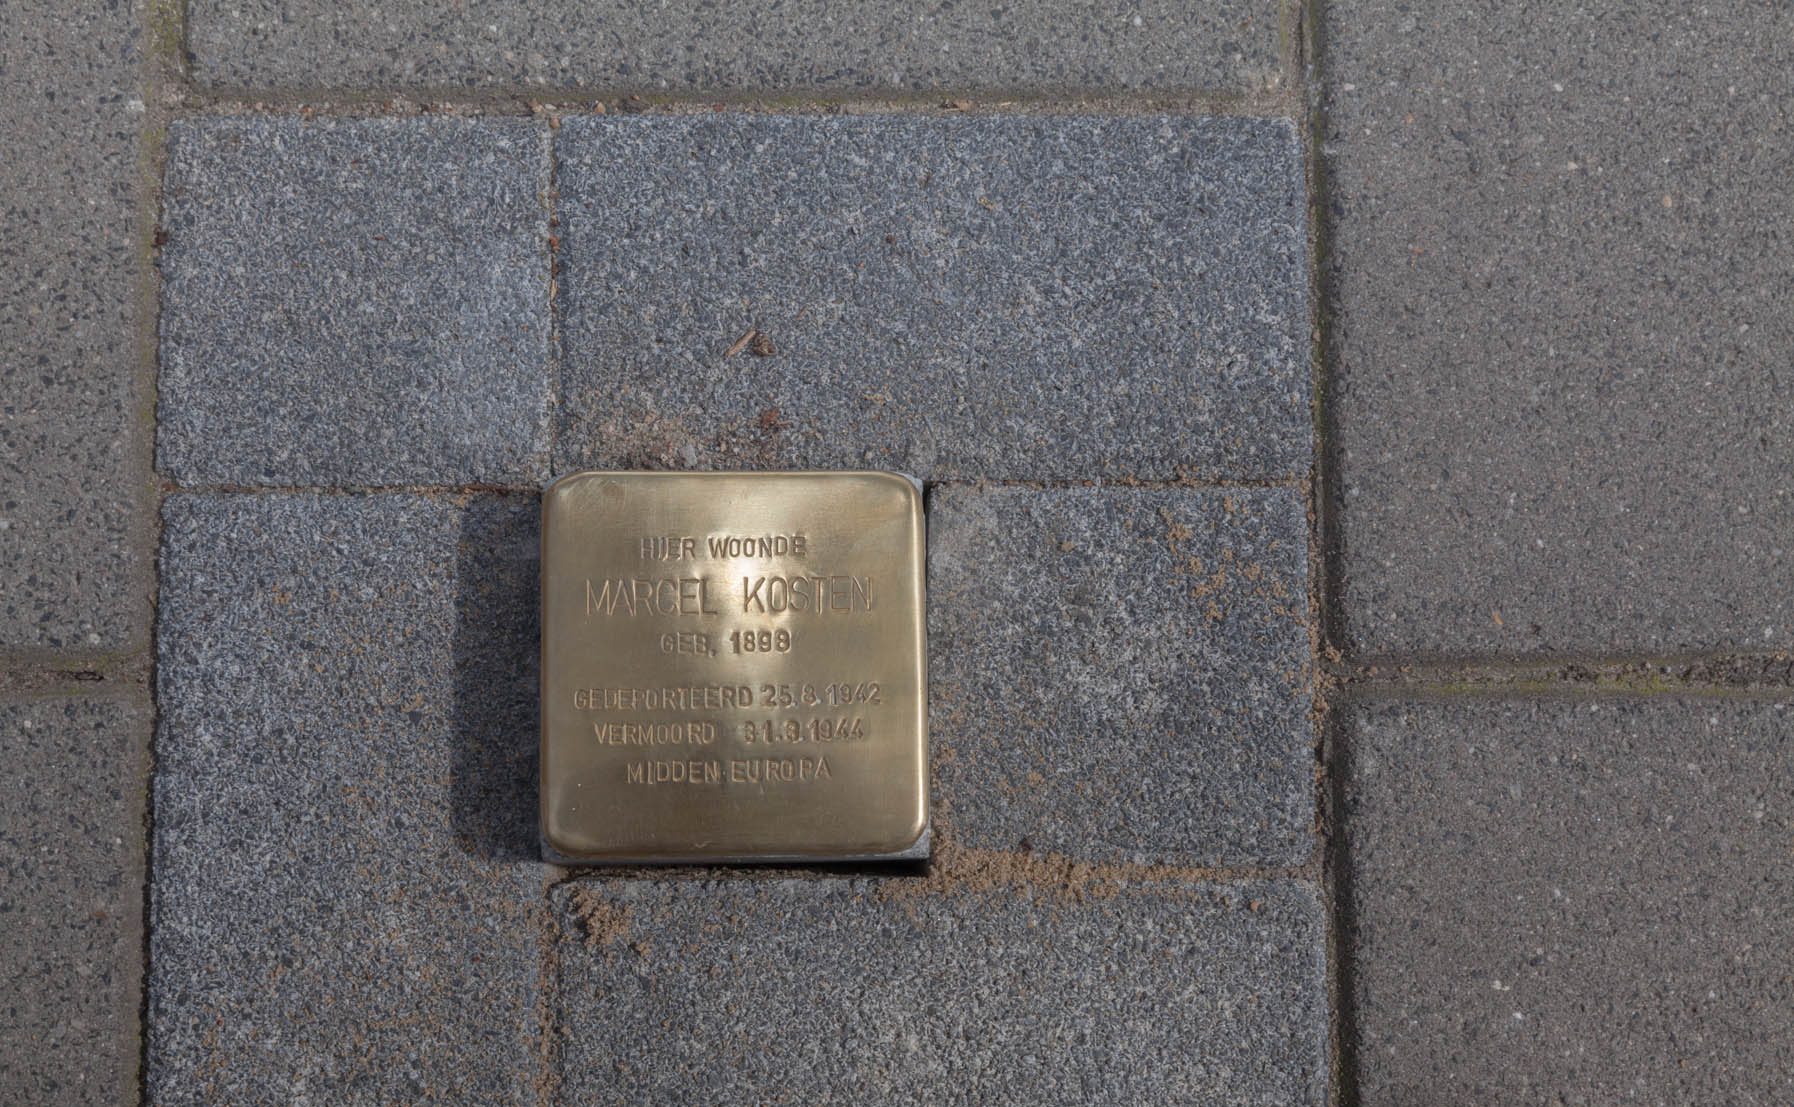 HIER WOONDE
MARCEL KOSTEN
GEB. 1898
GEDEPORTEERD 25.8.1942
VERMOORD 31.3.1944
MIDDEN-EUROPA